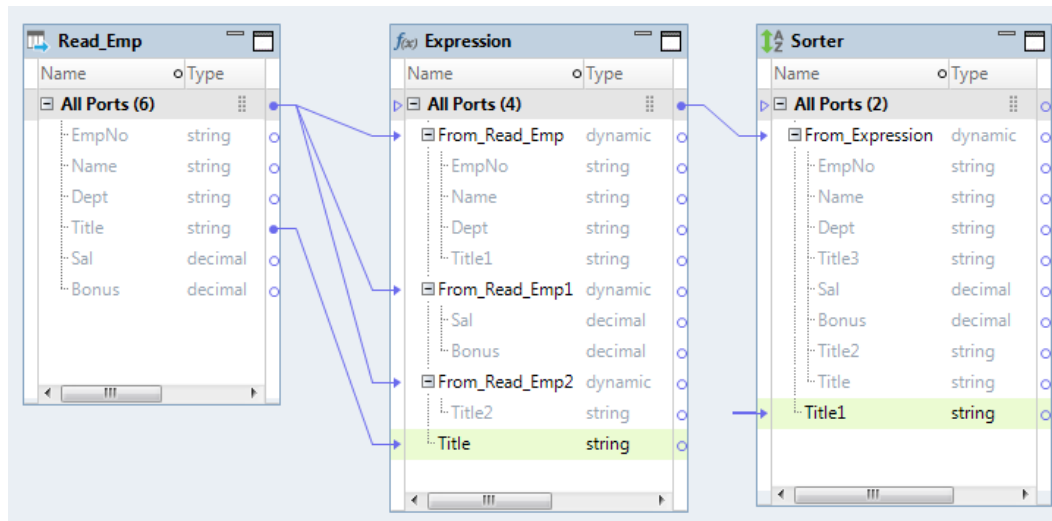 Read_Emp
Name Type
All Ports (6)
EmpNo string
Name string
Dept string
Title string
Sal decimal
Bonus decimal
f(x) Expression
Name Type
All Ports (4)
From_Read_Emp dynamic
EmpNo string
Name string
Dept string
Title1 string
From_Read_Emp1 dynamic
Sal decimal
Bonus decimal
From_Read_Emp2 dynamic
Title2 string
Title string
A Z Sorter
Name Type
All Ports (2)
From_Expression dynamic
EmpNo string
Name string
Dept string
Title3 string
Sal decimal
Bonus decimal
Title2 string
Title string
Title1 string